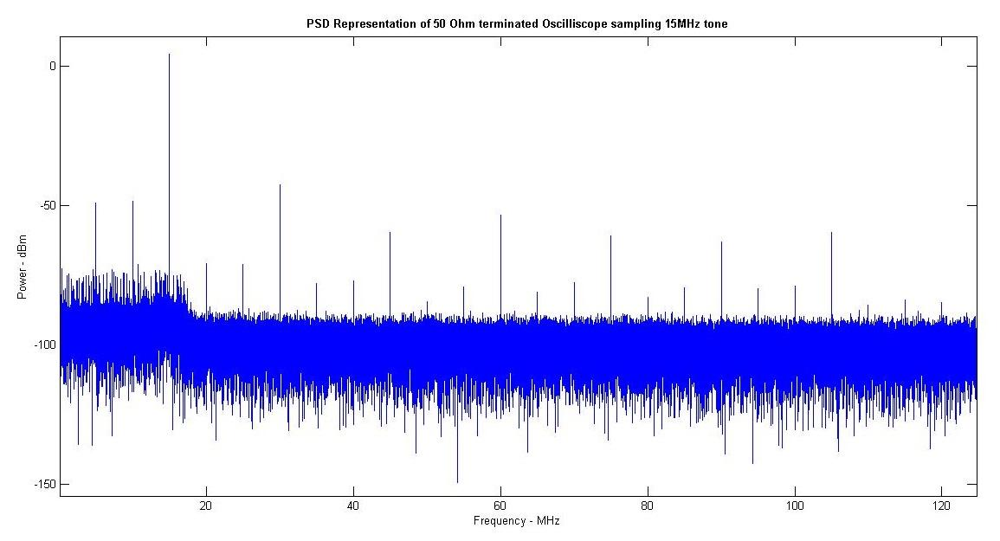 PSD Representation of 50 Ohm terminated Oscilliscope sampling 15MHz tone
0
-50
-100
-150
Power - dBm
20 40 60 80 100 120
Frequency - MHz